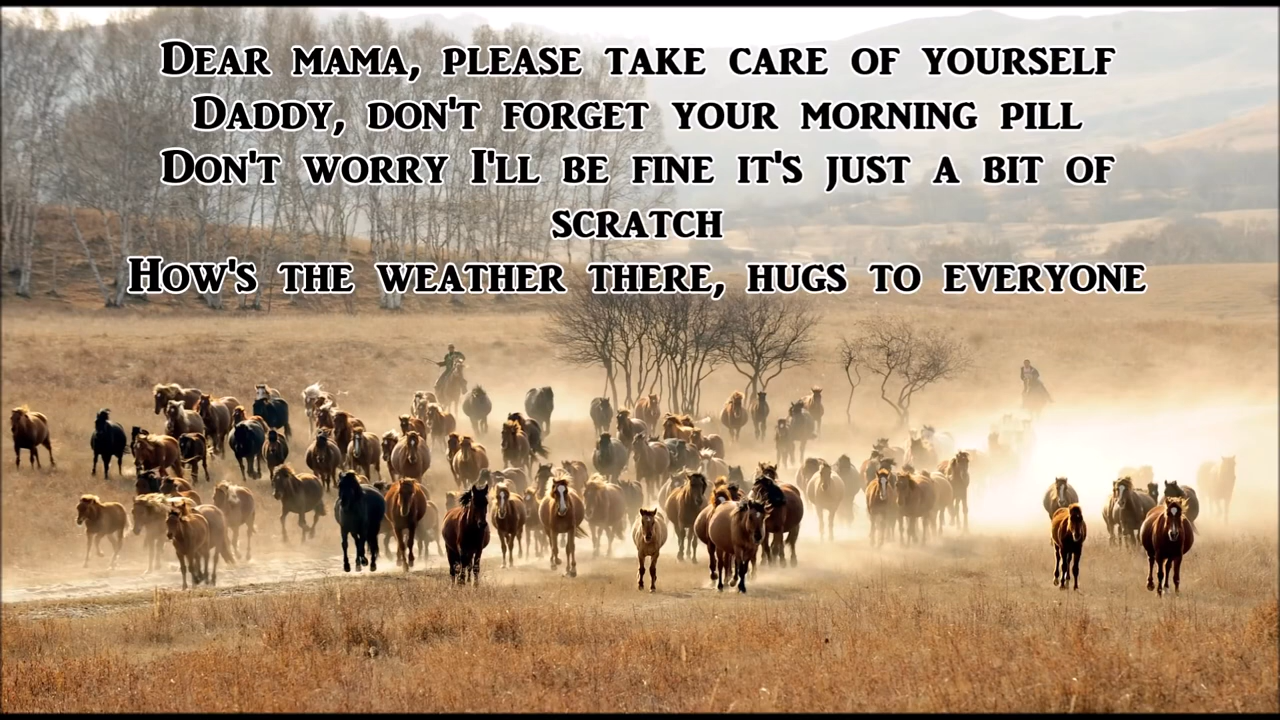 Dear mama, please take care of yourself
Daddy, don't forget your morning pill
Don't worry I'll be fine it's just a bit of
scratch
How's the weather there, hugs to everyone